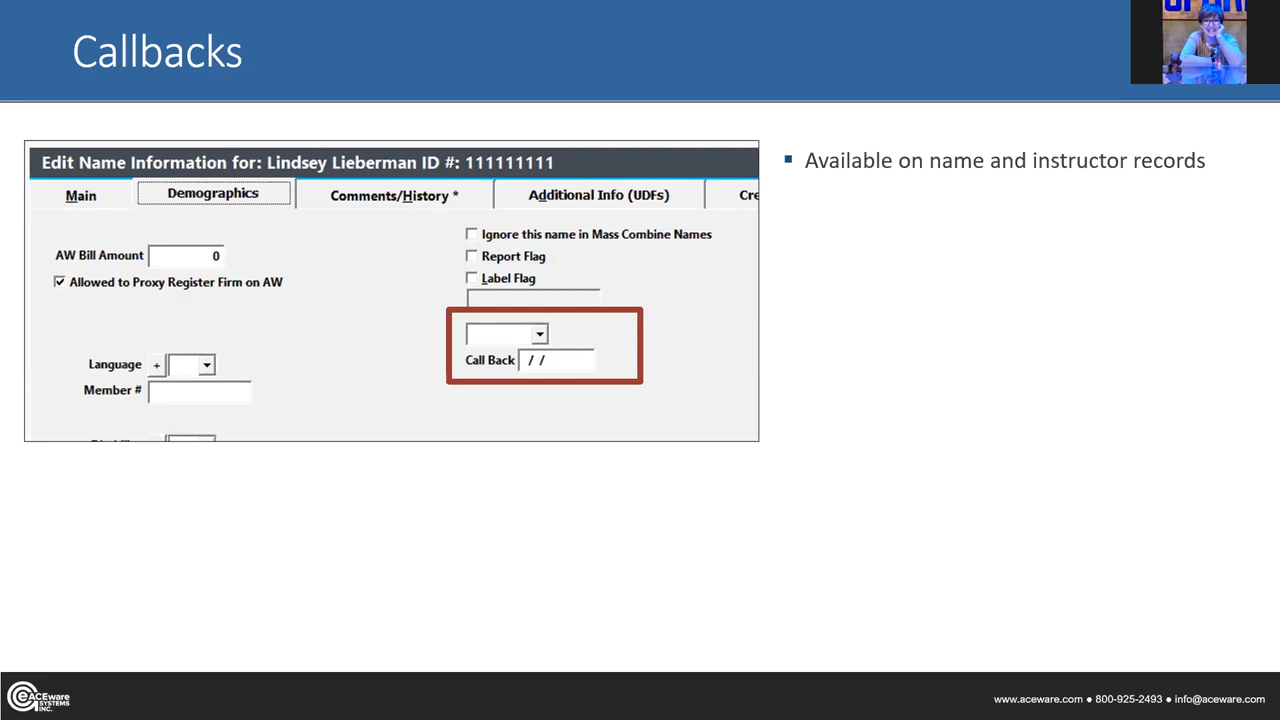 Callbacks
Edit Name Information for: Lindsey Lieberman ID #: 111111111
Main
Demographics
Comments/History *
Additional Info (UDFs)
Cre
AW Bill Amount 0
Allowed to Proxy Register Firm on AW
Language +
Member #
Ignore this name in Mass Combine Names
Report Flag
Label Flag
Call Back / /
▪ Available on name and instructor records
ACEware
SYSTEMS
INC.
www.aceware.com ● 800-925-2493 ● info@aceware.com